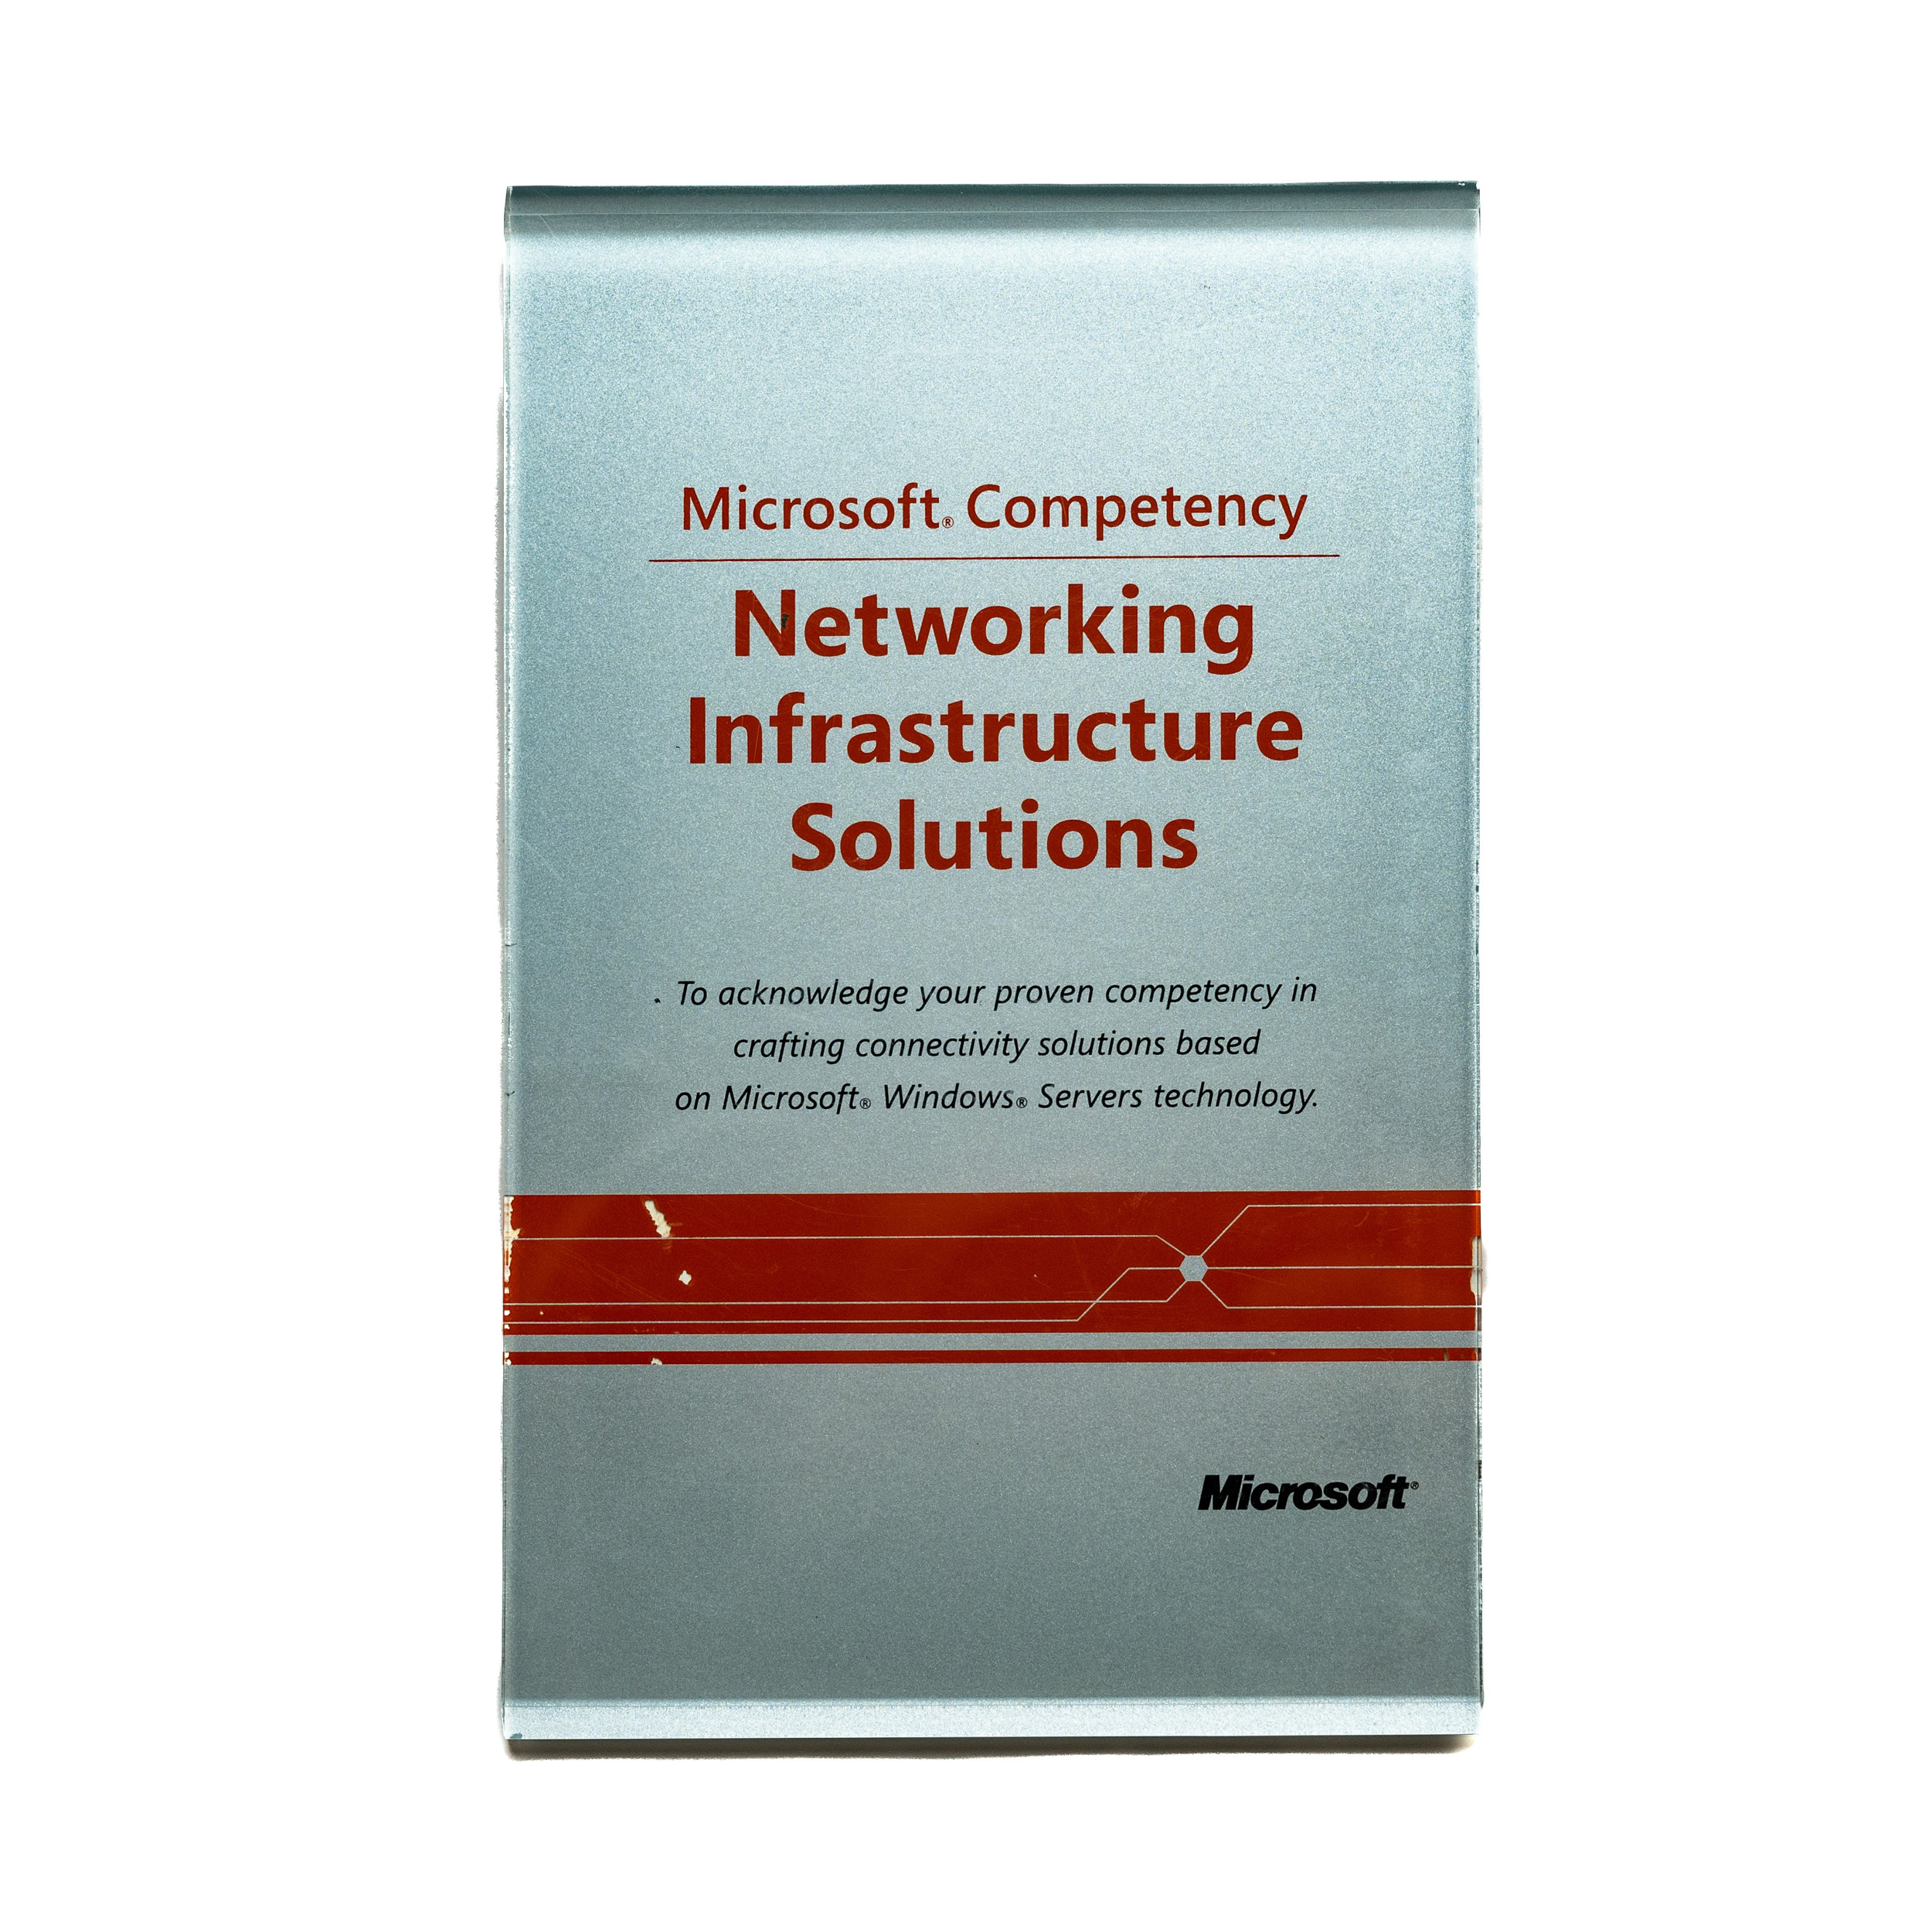 Microsoft® Competency
Networking
Infrastructure
Solutions
To acknowledge your proven competency in
crafting connectivity solutions based
on Microsoft® Windows® Servers technology.
Microsoft®